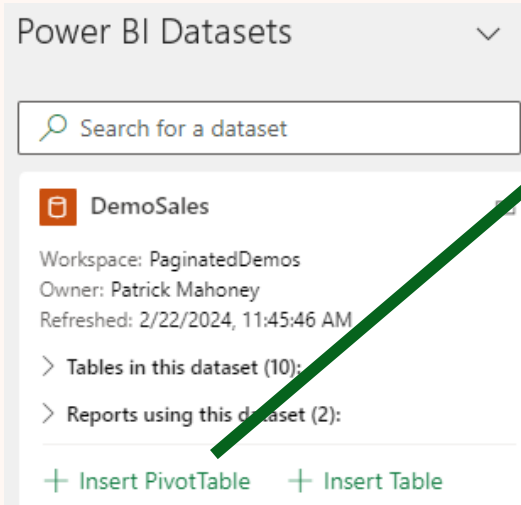 Power BI Datasets
Search for a dataset
DemoSales
Workspace: PaginatedDemos
Owner: Patrick Mahoney
Refreshed: 2/22/2024, 11:45:46 AM
Tables in this dataset (10):
Reports using this dataset (2):
+ Insert PivotTable + Insert Table